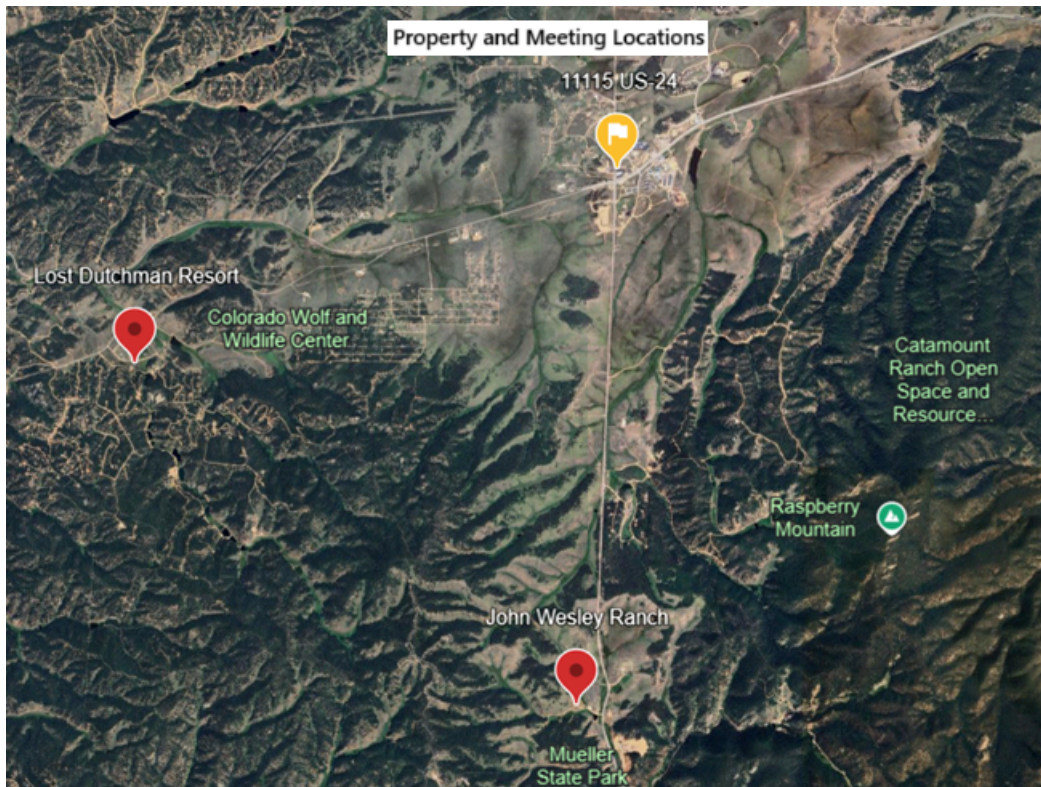 Property and Meeting Locations
11115 US-24
Lost Dutchman Resort
Colorado Wolf and
Wildlife Center
Catamount
Ranch Open
Space and
Resource...
Raspberry
Mountain
John Wesley Ranch
Mueller
State Park